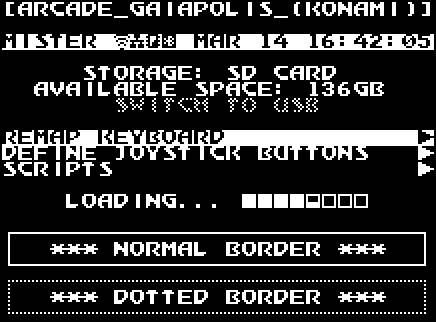 [ARCADE_GAIAPOLIS_(KONAMI)]
MISTER MAR 14 16:42:05
STORAGE: SD CARD
AVAILABLE SPACE: 136GB
SWITCH TO USB
REMAP KEYBOARD
DEFINE JOYSTICK BUTTONS
SCRIPTS
LOADING...
*** NORMAL BORDER ***
*** DOTTED BORDER ***